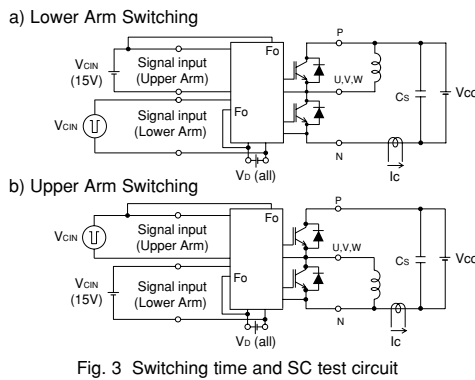 a) Lower Arm Switching
P
Fo
VCIN
(15V)
Signal input
(Upper Arm)
U,V,W
CS
VCC
VCIN
Signal input
(Lower Arm)
Fo
N
VD (all)
Ic
b) Upper Arm Switching
P
Fo
VCIN
Signal input
(Upper Arm)
U,V,W
CS
VCC
VCIN
(15V)
Signal input
(Lower Arm)
Fo
N
VD (all)
Ic
Fig. 3 Switching time and SC test circuit